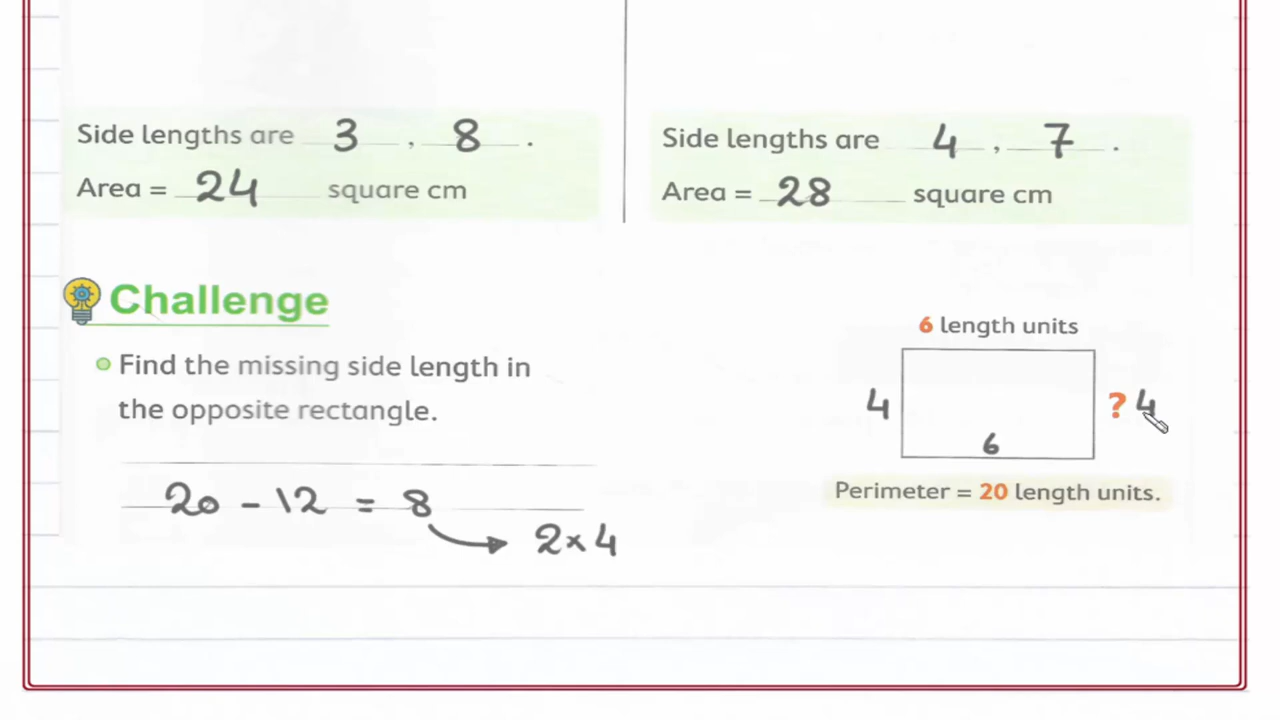 Side lengths are 3 , 8 .
Area = 24 square cm
Side lengths are 4 , 7 .
Area = 28 square cm
Challenge
Find the missing side length in
the opposite rectangle.
20 - 12 = 8
2 × 4
6 length units
4 ? 4
6
Perimeter = 20 length units.